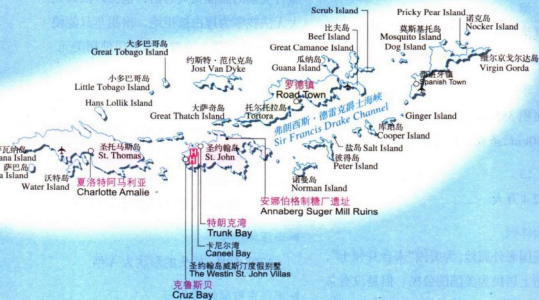 Scrub Island
Pricky Pear Island
诺克岛
Nocker Island
比夫岛
Beef Island
莫斯基托岛
Mosquito Island
Dog Island
大多巴哥岛
Great Tobago Island
Great Camanoe Island
约斯特·范代克岛
Jost Van Dyke
瓜纳岛
Guana Island
维尔京戈尔达岛
Virgin Gorda
Spanish Town
小多巴哥岛
Little Tobago Island
罗德镇
Road Town
Hans Lollik Island
大萨奇岛
Great Thatch Island
托尔托拉岛
Tortora
弗朗西斯·德雷克爵士海峡
Sir Francis Drake Channel
Ginger Island
库珀岛
Cooper Island
盐岛 Salt Island
彼得岛
Peter Island
诺曼岛
Norman Island
圣托马斯岛
St. Thomas
圣约翰岛
St. John
萨巴岛
沃特岛
Water Island
夏洛特阿马利亚
Charlotte Amalie
安娜伯格制糖厂遗址
Annaberg Suger Mill Ruins
特朗克湾
Trunk Bay
卡尼尔湾
Caneel Bay
圣约翰岛威斯汀度假别墅
The Westin St. John Villas
克鲁斯贝
Cruz Bay